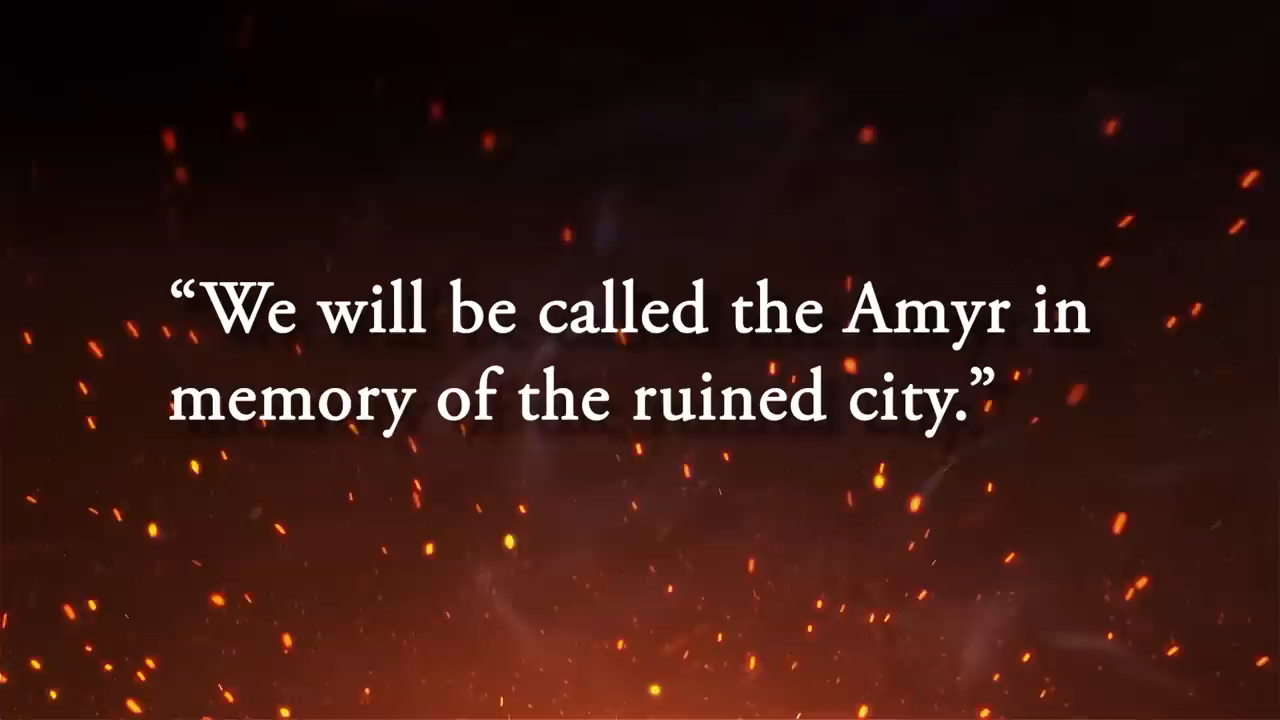 “We will be called the Amyr in
memory of the ruined city.”